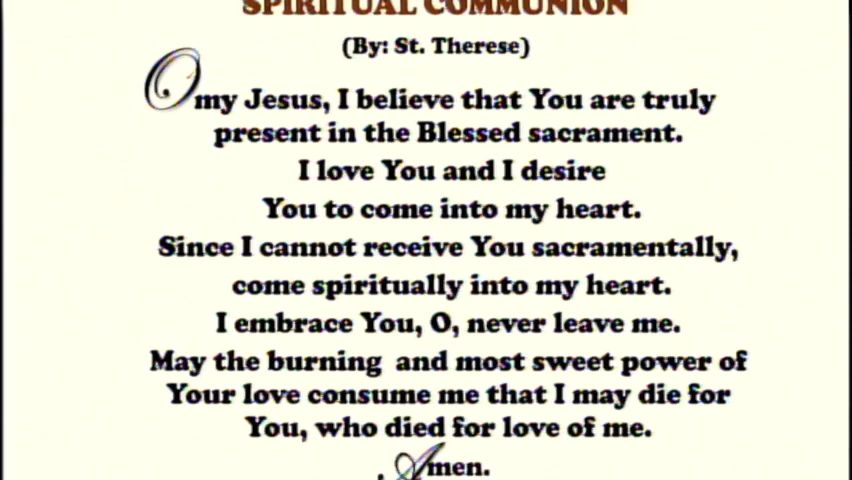 SPIRITUAL COMMUNION
(By: St. Therese)
O my Jesus, I believe that You are truly
present in the Blessed sacrament.
I love You and I desire
You to come into my heart.
Since I cannot receive You sacramentally,
come spiritually into my heart.
I embrace You, O, never leave me.
May the burning and most sweet power of
Your love consume me that I may die for
You, who died for love of me.
. Amen.